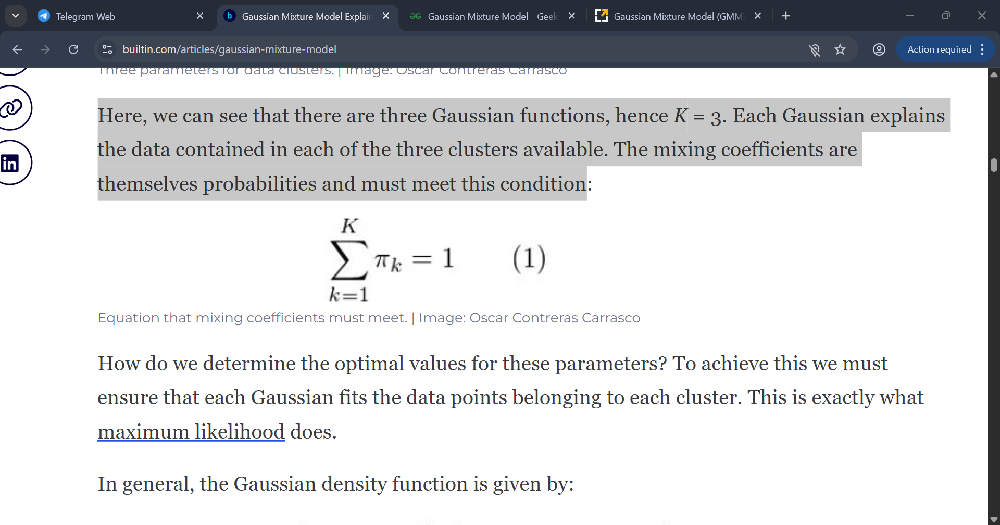 Telegram Web
Gaussian Mixture Model Explain
Gaussian Mixture Model - Geek
Gaussian Mixture Model (GMM)
builtin.com/articles/gaussian-mixture-model
Action required
Three parameters for data clusters. | Image: Oscar Contreras Carrasco
Here, we can see that there are three Gaussian functions, hence K = 3. Each Gaussian explains
the data contained in each of the three clusters available. The mixing coefficients are
themselves probabilities and must meet this condition:
K
∑ πk = 1 (1)
k=1
Equation that mixing coefficients must meet. | Image: Oscar Contreras Carrasco
How do we determine the optimal values for these parameters? To achieve this we must
ensure that each Gaussian fits the data points belonging to each cluster. This is exactly what
maximum likelihood does.
In general, the Gaussian density function is given by: